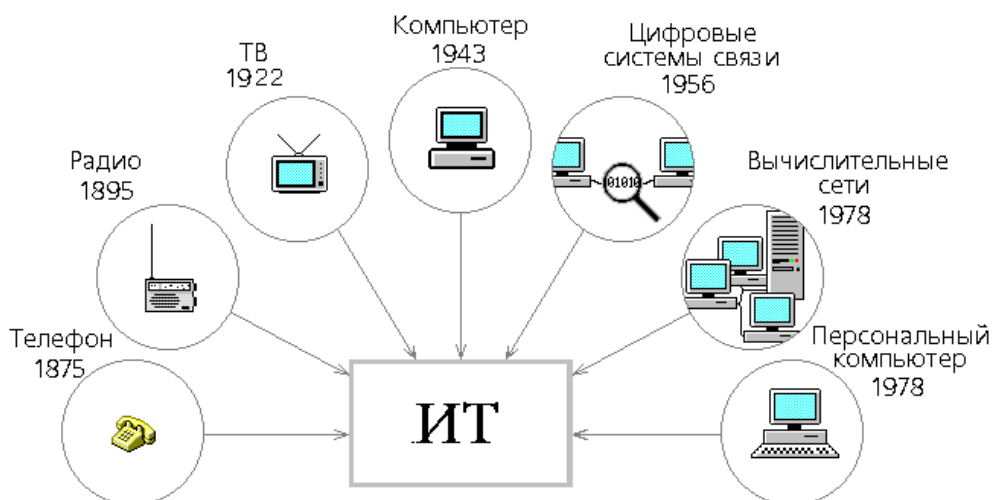 Компьютер
1943
ТВ
1922
Цифровые
системы связи
1956
Радио
1895
01010
Вычислительные
сети
1978
Телефон
1875
Персональный
компьютер
1978
ИТ